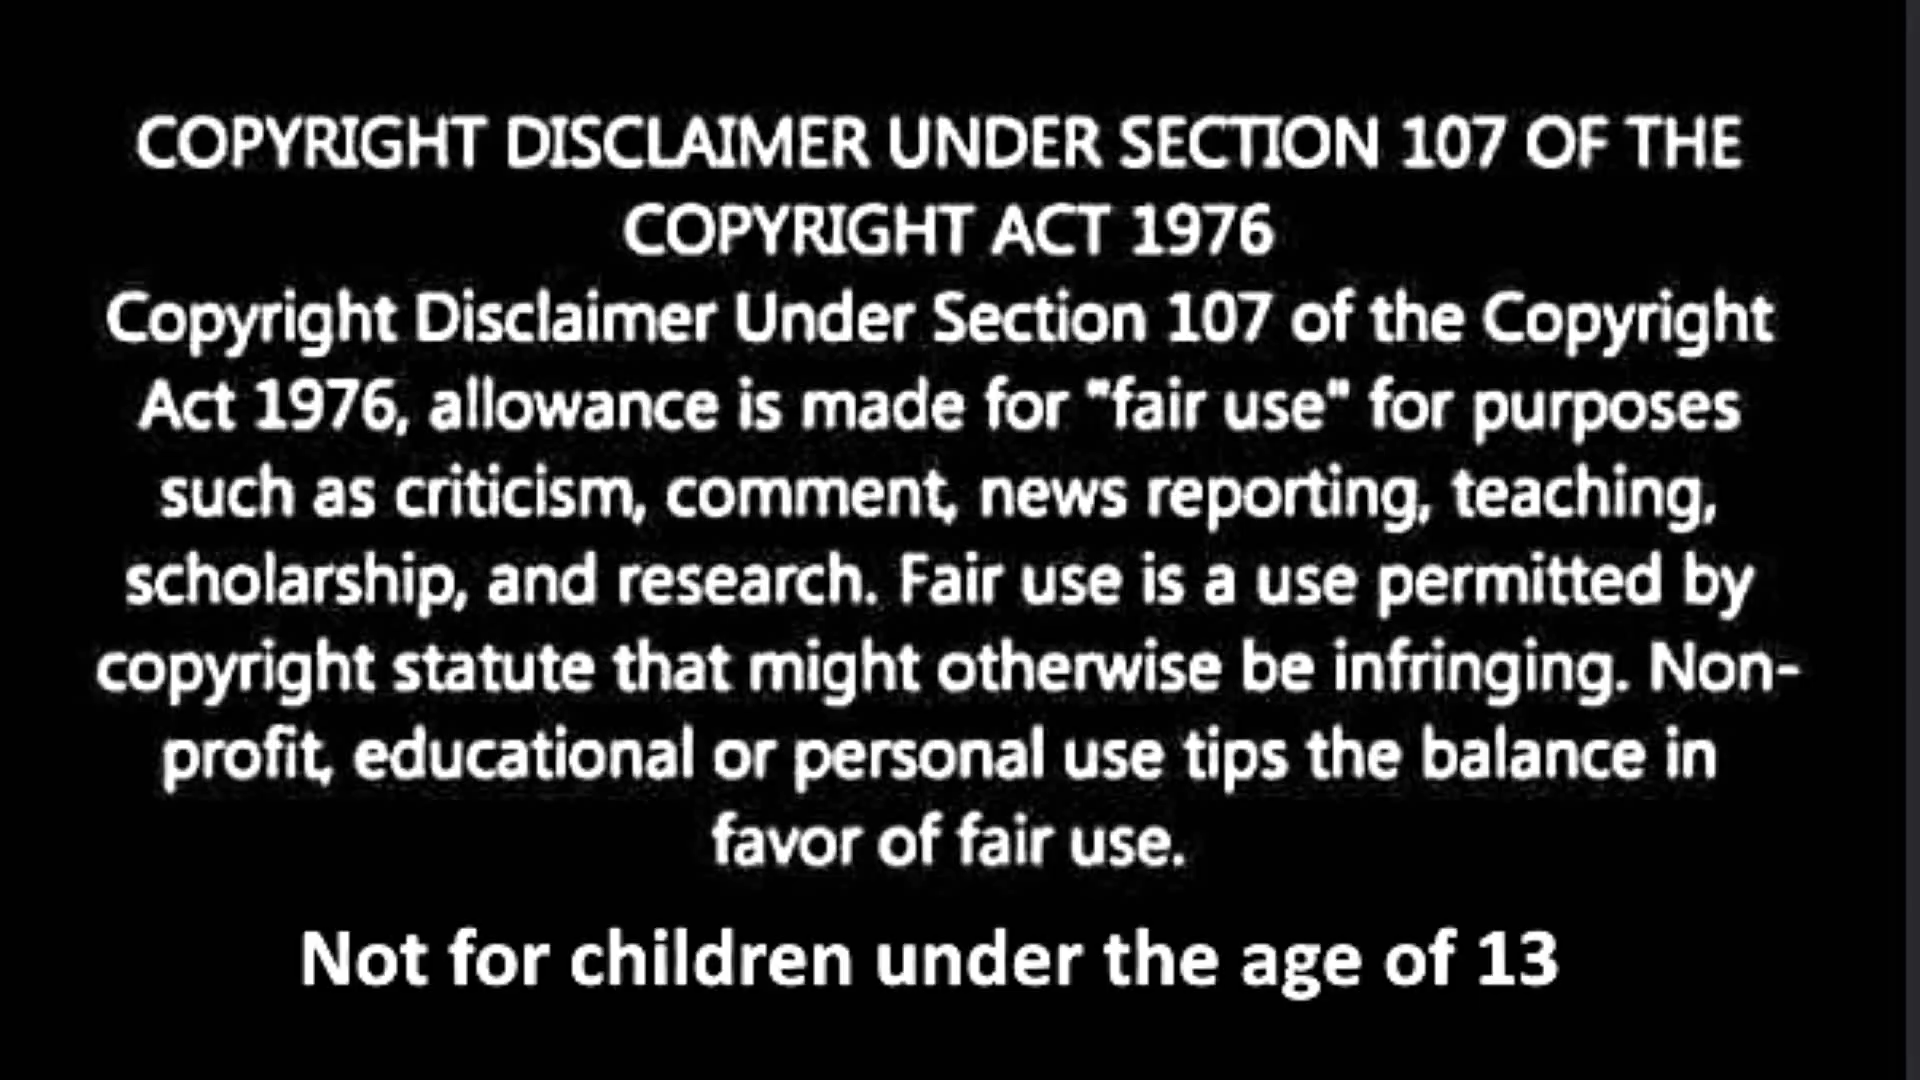 COPYRIGHT DISCLAIMER UNDER SECTION 107 OF THE
COPYRIGHT ACT 1976
Copyright Disclaimer Under Section 107 of the Copyright
Act 1976, allowance is made for "fair use" for purposes
such as criticism, comment, news reporting, teaching,
scholarship, and research. Fair use is a use permitted by
copyright statute that might otherwise be infringing. Non-
profit, educational or personal use tips the balance in
favor of fair use.
Not for children under the age of 13